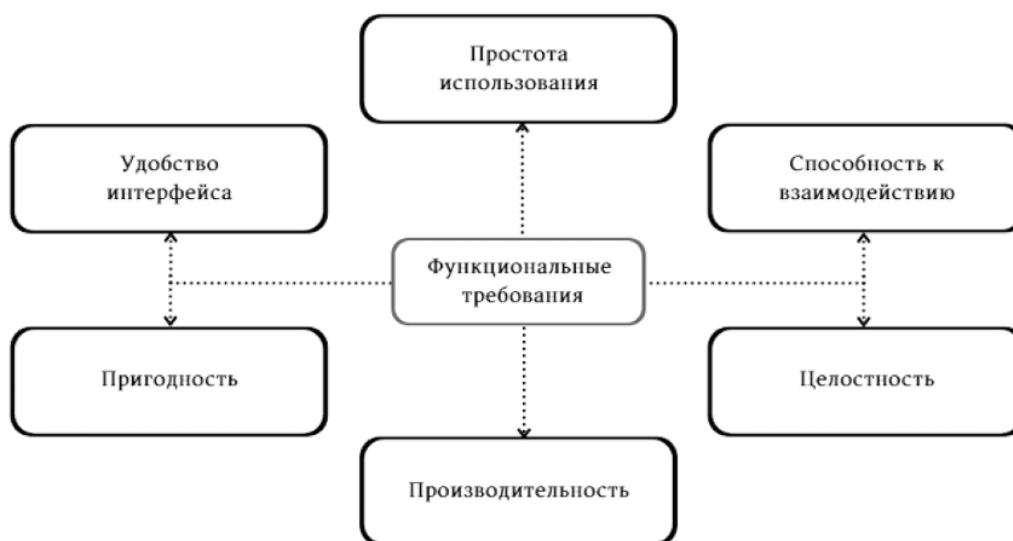 Простота
использования
Удобство
интерфейса
Способность к
взаимодействию
Функциональные
требования
Пригодность
Целостность
Производительность